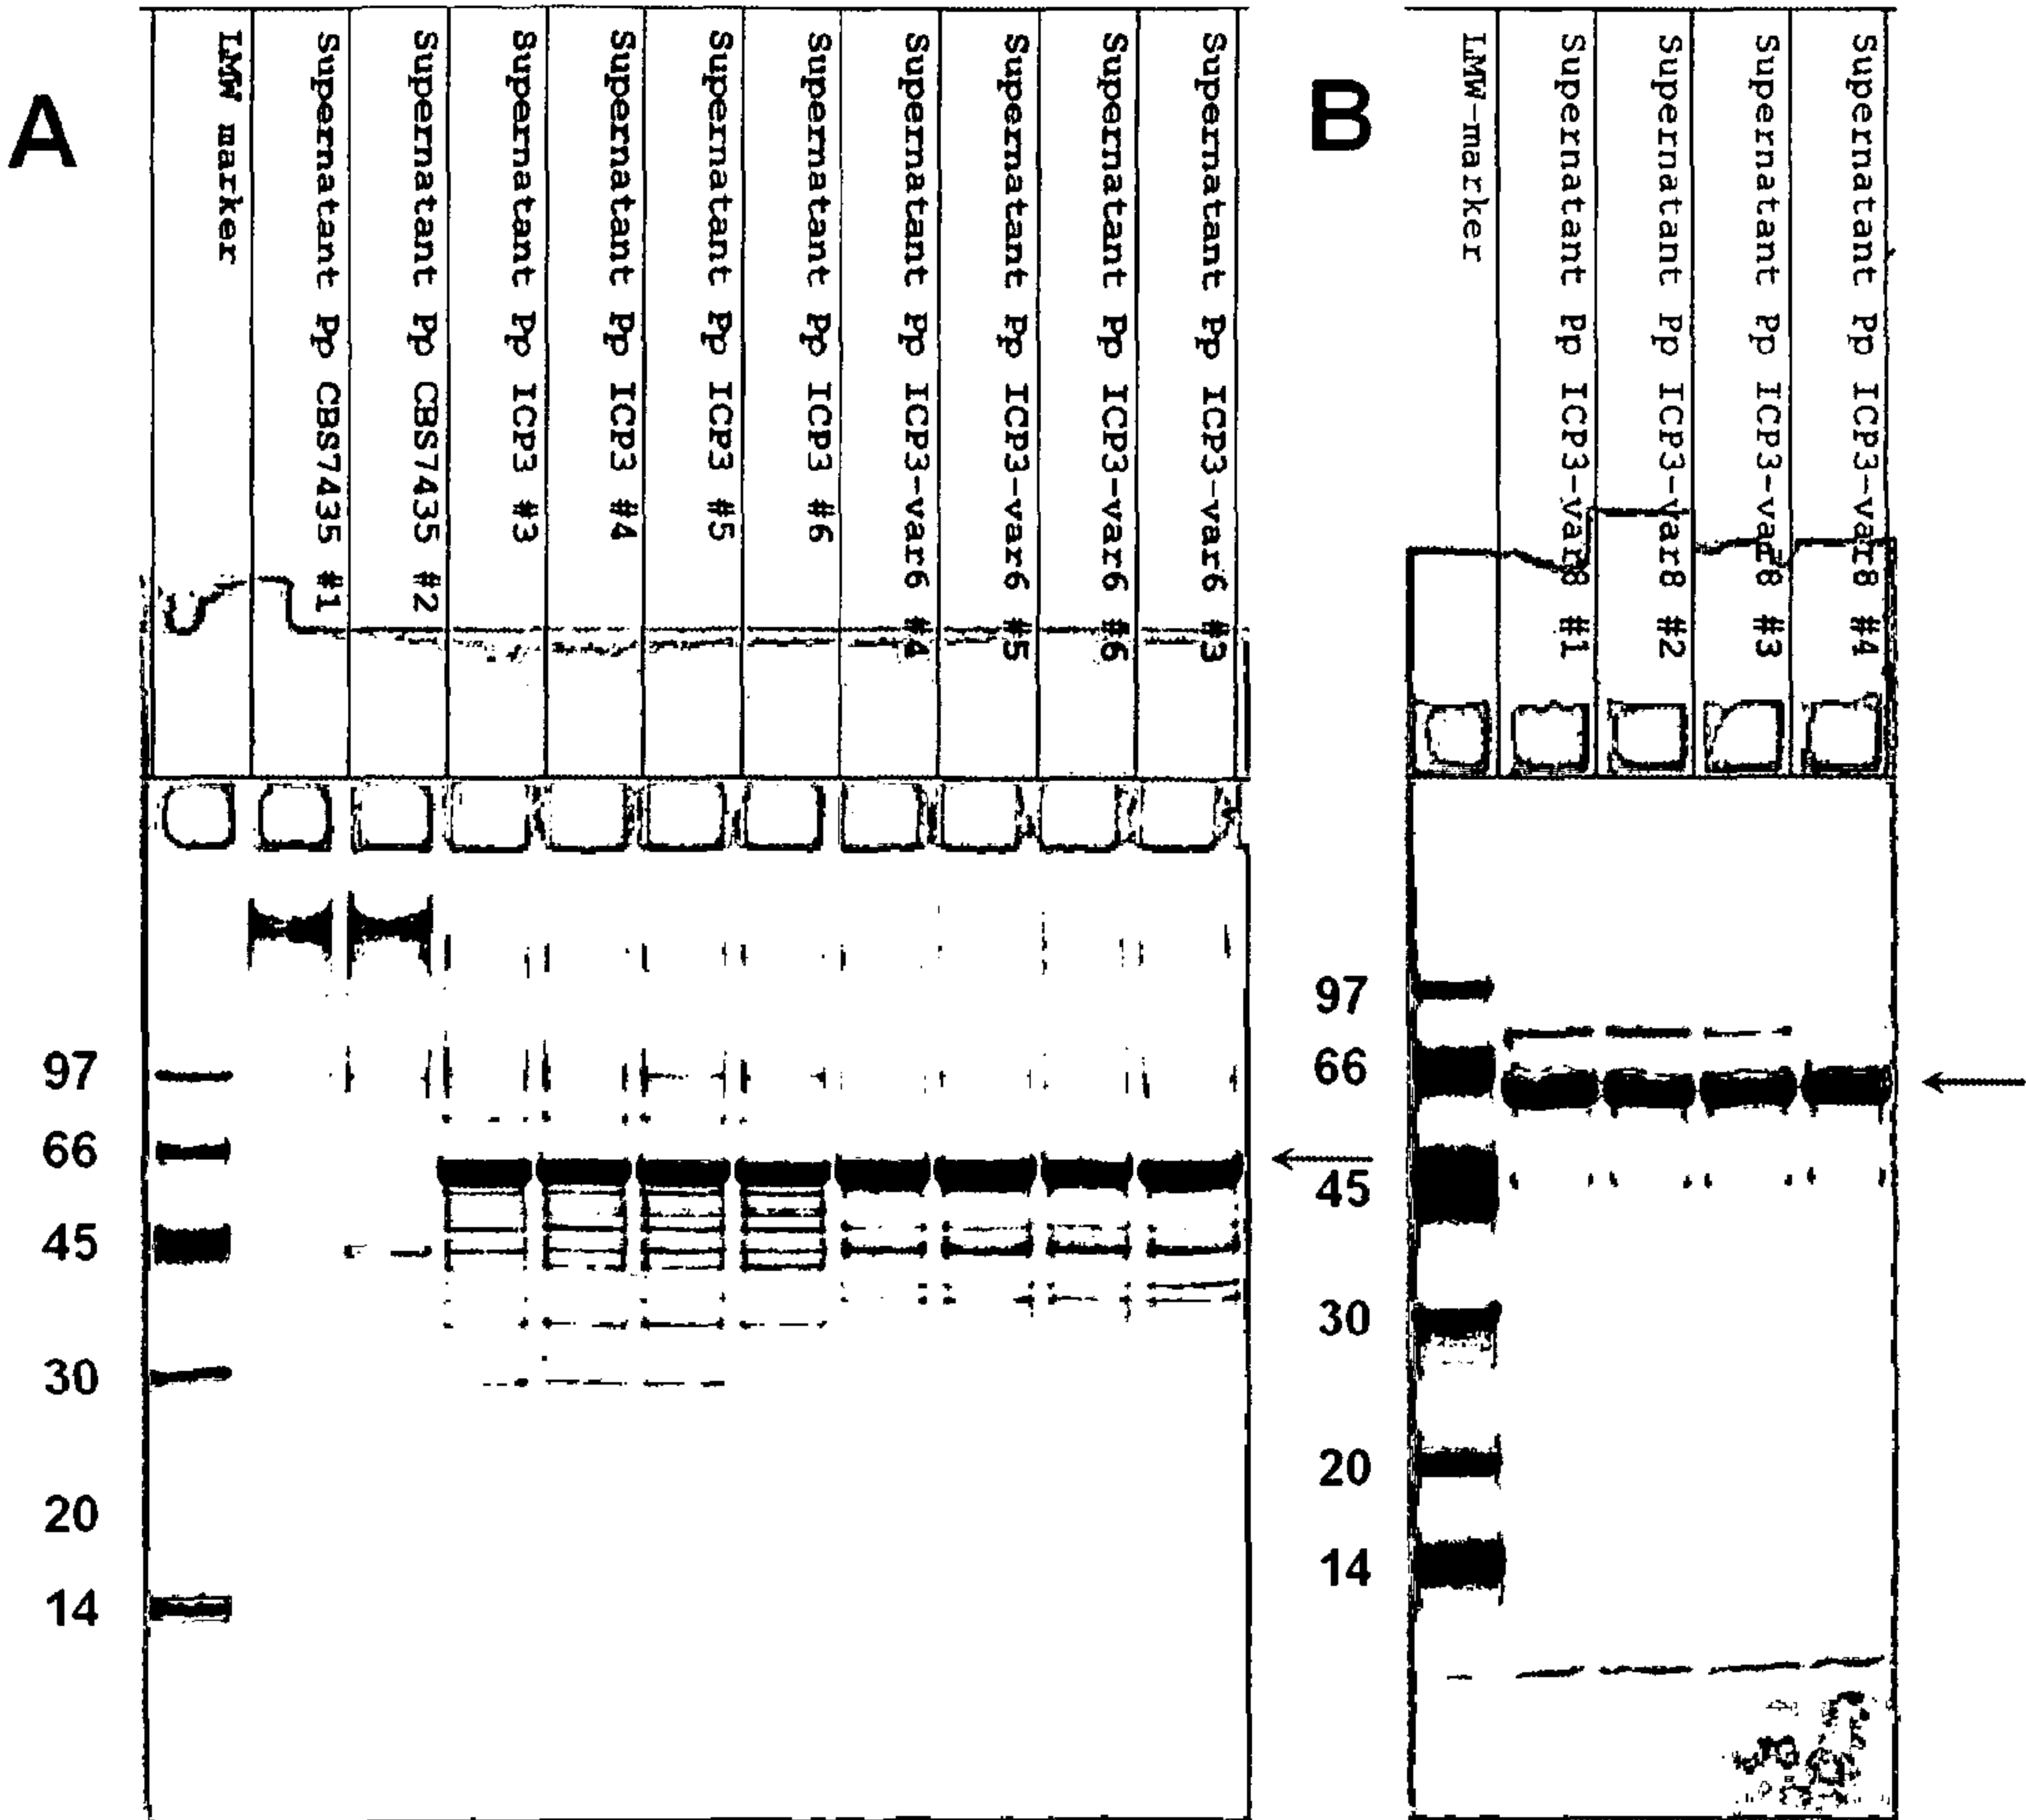 A
LMW marker
Supernatant Pp CBS7435 #1
Supernatant Pp CBS7435 #2
Supernatant Pp ICP3 #3
Supernatant Pp ICP3 #4
Supernatant Pp ICP3 #5
Supernatant Pp ICP3 #6
Supernatant Pp ICP3-var6 #4
Supernatant Pp ICP3-var6 #5
Supernatant Pp ICP3-var6 #6
Supernatant Pp ICP3-var6 #3
97
66
45
30
20
14
B
LMW-marker
Supernatant Pp ICP3-var8 #1
Supernatant Pp ICP3-var8 #2
Supernatant Pp ICP3-var8 #3
Supernatant Pp ICP3-var8 #4
97
66
45
30
20
14